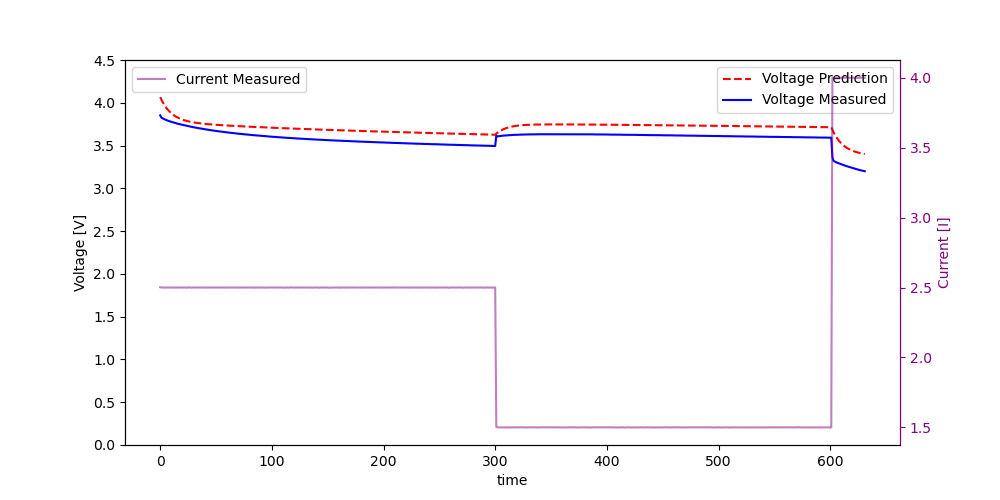 Current Measured
Voltage Prediction
Voltage Measured
4.5
4.0
3.5
3.0
2.5
2.0
1.5
1.0
0.5
0.0
Voltage [V]
4.0
3.5
3.0
2.5
2.0
1.5
Current [I]
0 100 200 300 400 500 600
time